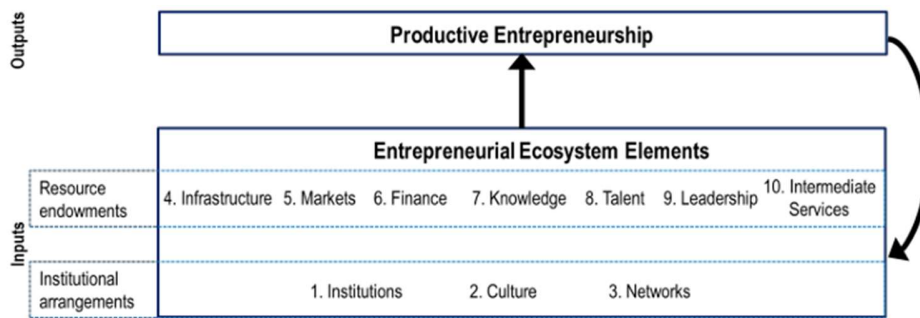 Outputs
Productive Entrepreneurship
Entrepreneurial Ecosystem Elements
Inputs
Resource
endowments
4. Infrastructure 5. Markets 6. Finance 7. Knowledge 8. Talent 9. Leadership
10. Intermediate
Services
Institutional
arrangements
1. Institutions 2. Culture 3. Networks